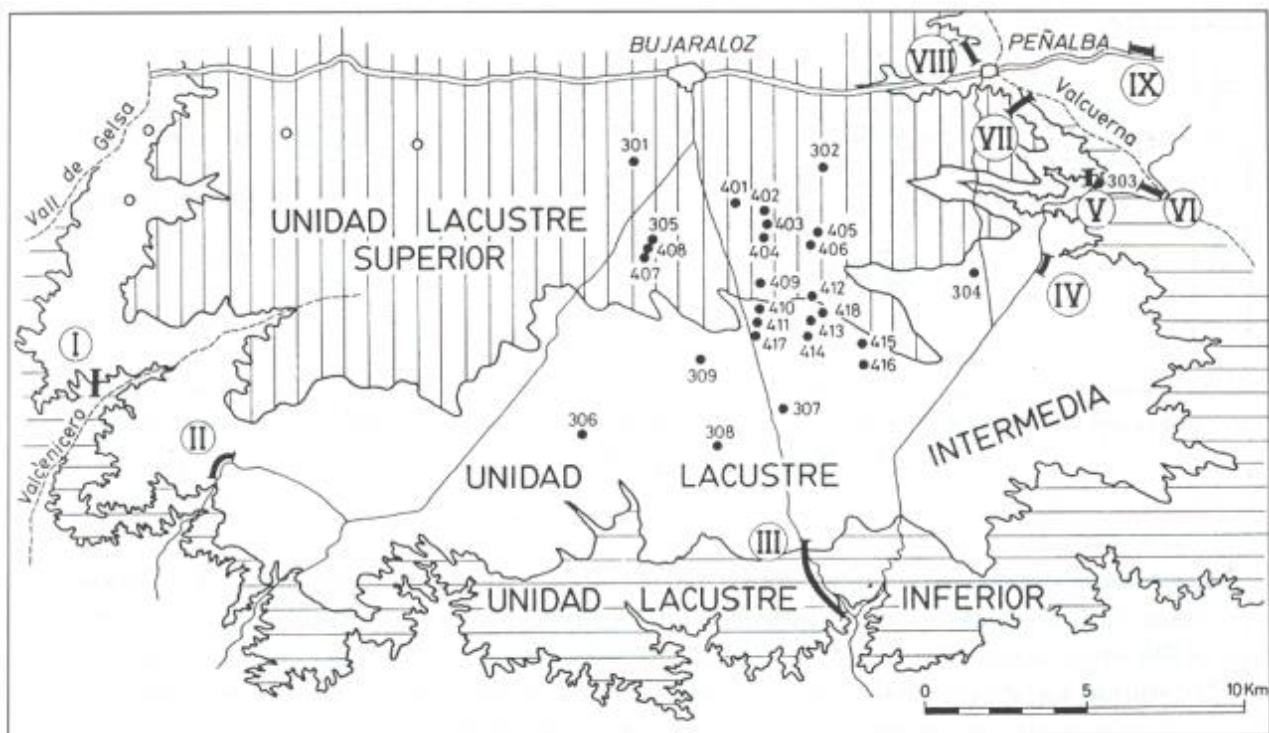 BUJARALOZ
PEÑALBA
VIII
IX
Valcuerna
VII
Vall de Gelsa
301
302
303
401
402
V
VI
UNIDAD LACUSTRE
SUPERIOR
305
403
405
408
404
406
407
304
IV
409
412
410
418
411
413
I
417
414
415
309
416
307
INTERMEDIA
Valcenicero
II
306
308
UNIDAD LACUSTRE
III
UNIDAD LACUSTRE INFERIOR
0 5 10 Km